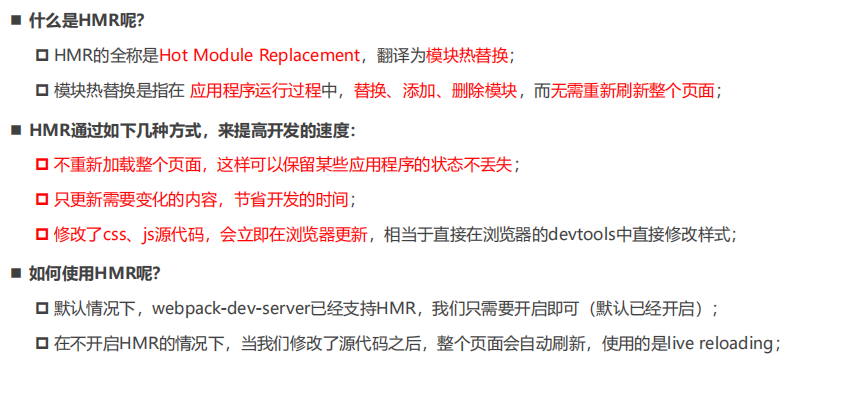 什么是HMR呢？
HMR的全称是Hot Module Replacement，翻译为模块热替换；
模块热替换是指在 应用程序运行过程中，替换、添加、删除模块，而无需重新刷新整个页面；
HMR通过如下几种方式，来提高开发的速度：
不重新加载整个页面，这样可以保留某些应用程序的状态不丢失；
只更新需要变化的内容，节省开发的时间；
修改了css、js源代码，会立即在浏览器更新，相当于直接在浏览器的devtools中直接修改样式；
如何使用HMR呢？
默认情况下，webpack-dev-server已经支持HMR，我们只需要开启即可（默认已经开启）；
在不开启HMR的情况下，当我们修改了源代码之后，整个页面会自动刷新，使用的是live reloading；